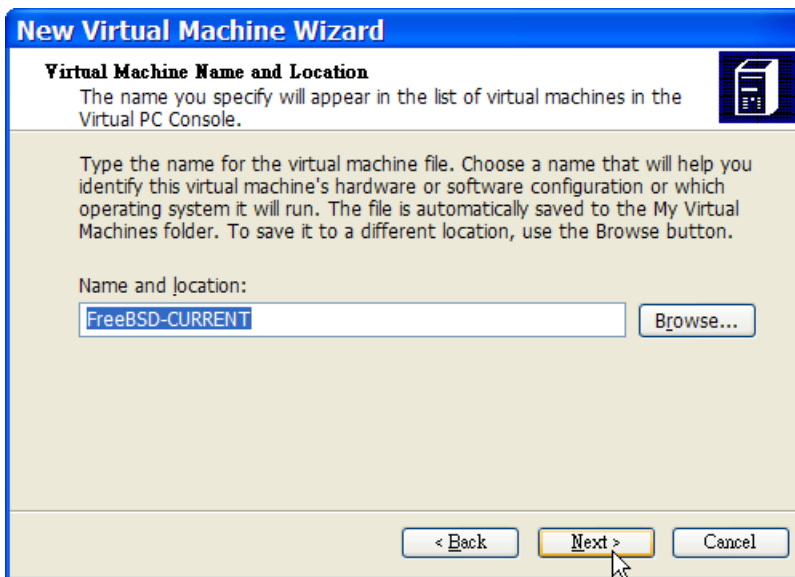 New Virtual Machine Wizard
Virtual Machine Name and Location
The name you specify will appear in the list of virtual machines in the
Virtual PC Console.
Type the name for the virtual machine file. Choose a name that will help you
identify this virtual machine's hardware or software configuration or which
operating system it will run. The file is automatically saved to the My Virtual
Machines folder. To save it to a different location, use the Browse button.
Name and location:
FreeBSD-CURRENT
Browse...
< Back
Next >
Cancel